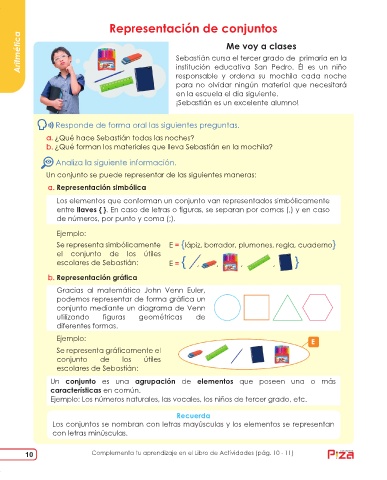 Representación de conjuntos
Aritmética
Me voy a clases
Sebastián cursa el tercer grado de primaria en la
institución educativa San Pedro. Él es un niño
responsable y ordena su mochila cada noche
para no olvidar ningún material que necesitará
en la escuela el día siguiente.
¡Sebastián es un excelente alumno!
Responde de forma oral las siguientes preguntas.
a. ¿Qué hace Sebastián todas las noches?
b. ¿Qué forman los materiales que lleva Sebastián en la mochila?
Analiza la siguiente información.
Un conjunto se puede representar de las siguientes maneras:
a. Representación simbólica
Los elementos que conforman un conjunto van representados simbólicamente
entre llaves { }. En caso de letras o figuras, se separan por comas (,) y en caso
de números, por punto y coma (;).
Ejemplo:
Se representa simbólicamente
el conjunto de los útiles
escolares de Sebastián:
E = {lápiz, borrador, plumones, regla, cuaderno}
E = { , , , , }
b. Representación gráfica
Gracias al matemático John Venn Euler,
podemos representar de forma gráfica un
conjunto mediante un diagrama de Venn
utilizando figuras geométricas de
diferentes formas.
Ejemplo:
Se representa gráficamente el
conjunto de los útiles
escolares de Sebastián:
E
Un conjunto es una agrupación de elementos que poseen una o más
características en común.
Ejemplo: Los números naturales, las vocales, los niños de tercer grado, etc.
Recuerda
Los conjuntos se nombran con letras mayúsculas y los elementos se representan
con letras minúsculas.
10
Complementa tu aprendizaje en el Libro de Actividades (pág. 10 - 11)
Piza